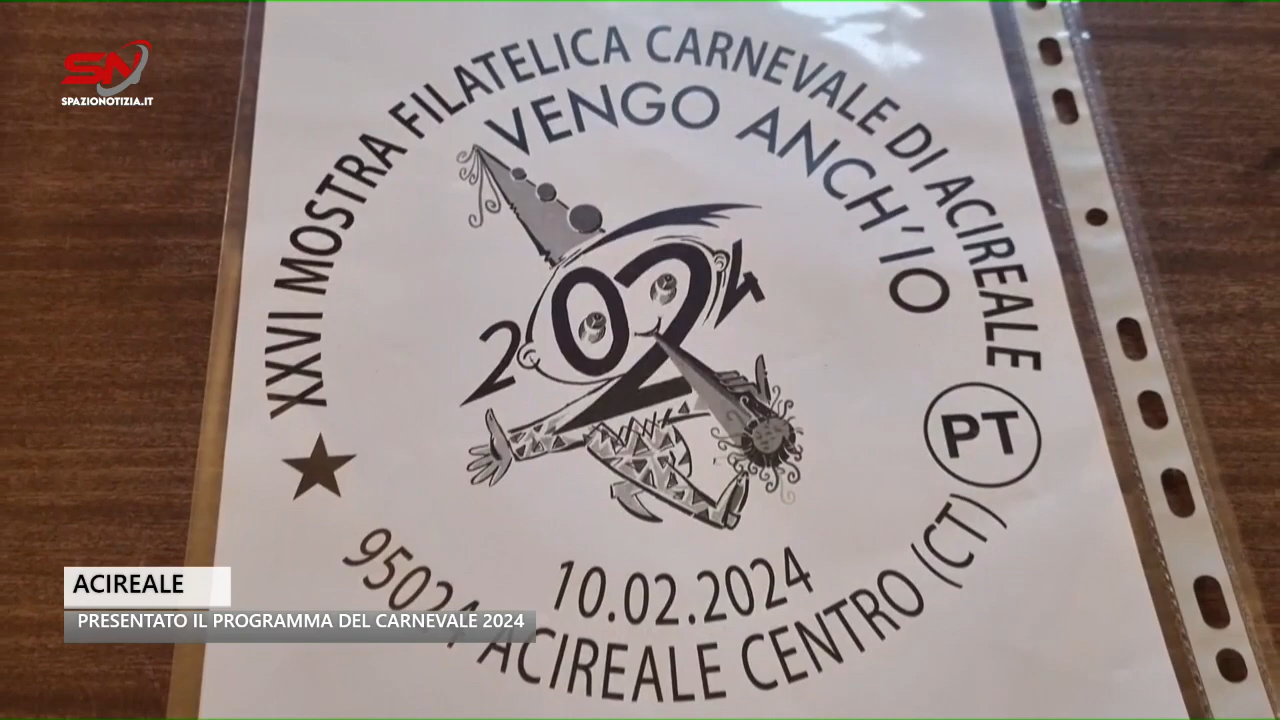 SN
SPAZIONOTIZIA.IT
XXVI MOSTRA FILATELICA CARNEVALE DI ACIREALE
VENGO ANCH'IO
2024
PT
10.02.2024
95024 ACIREALE CENTRO (CT)
ACIREALE
PRESENTATO IL PROGRAMMA DEL CARNEVALE 2024